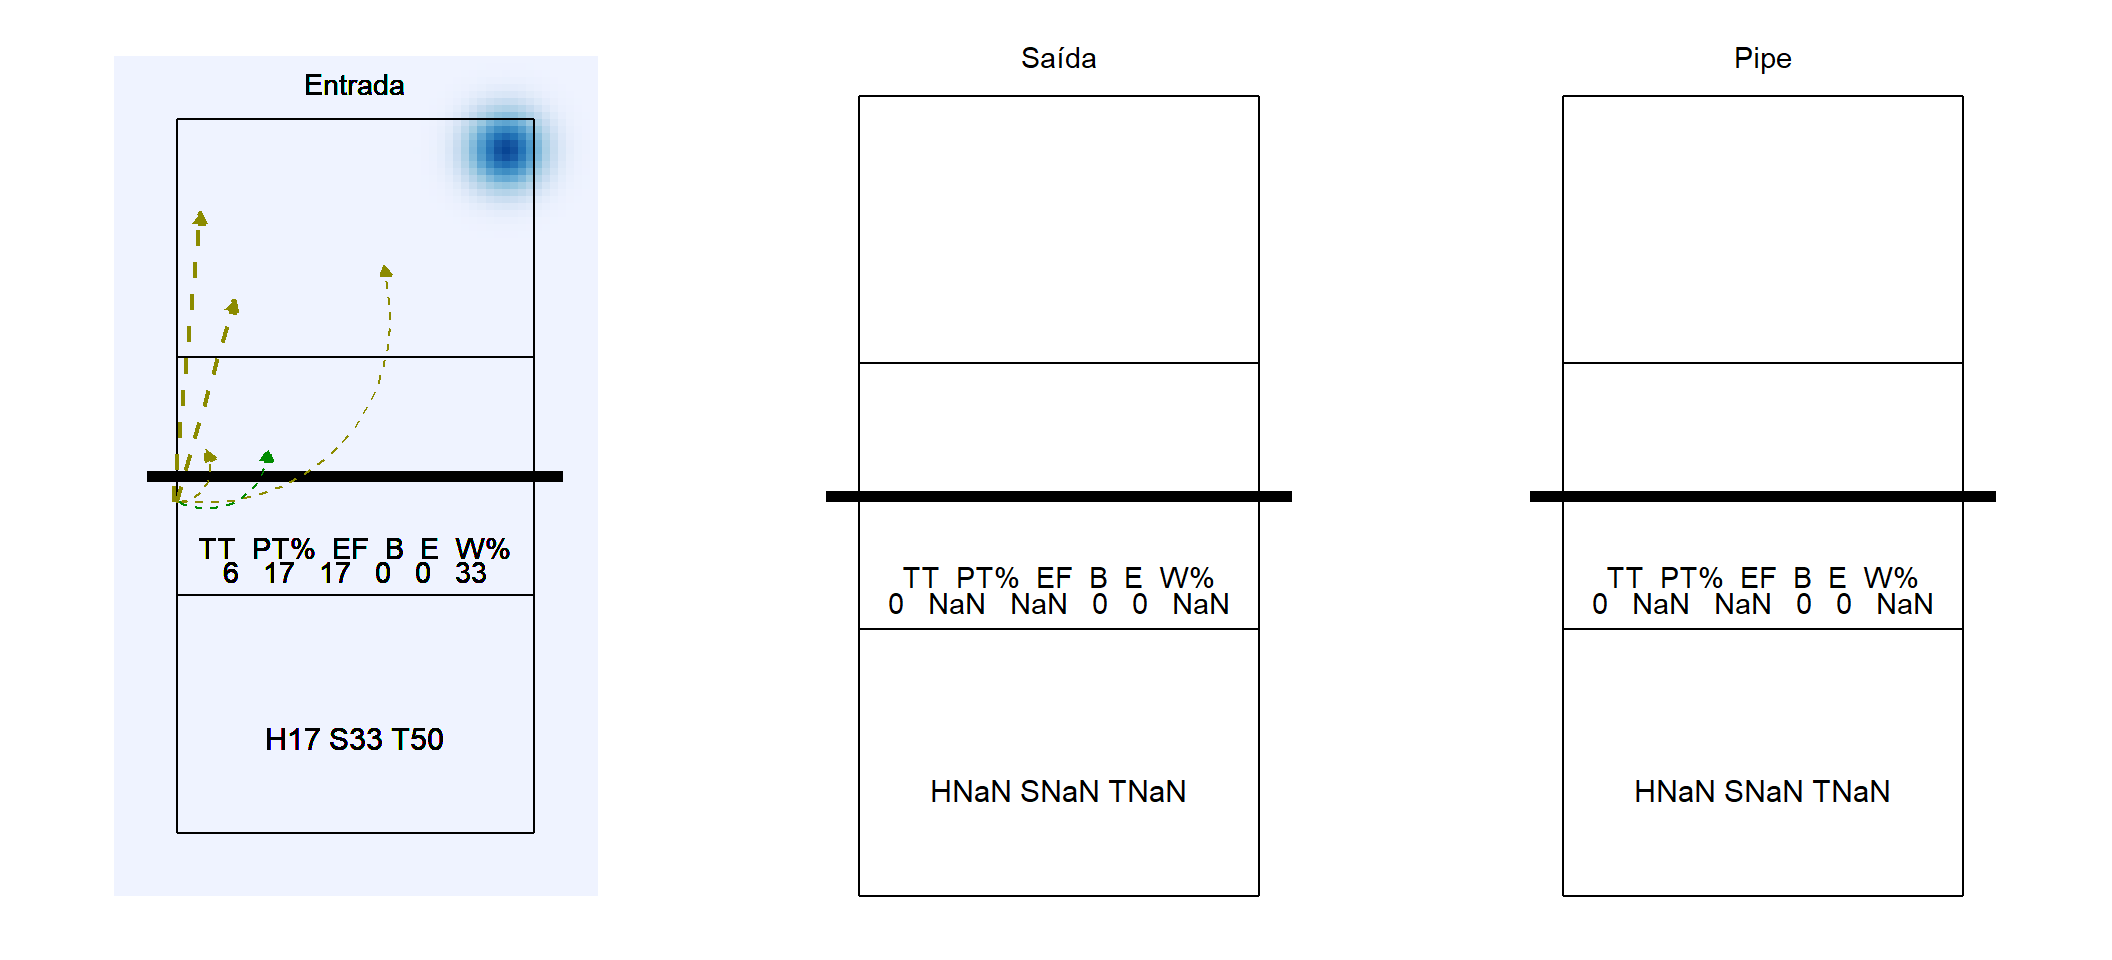 Entrada
TT PT% EF B E W%
6 17 17 0 0 33
H17 S33 T50
Saída
TT PT% EF B E W%
0 NaN NaN 0 0 NaN
HNaN SNaN TNaN
Pipe
TT PT% EF B E W%
0 NaN NaN 0 0 NaN
HNaN SNaN TNaN